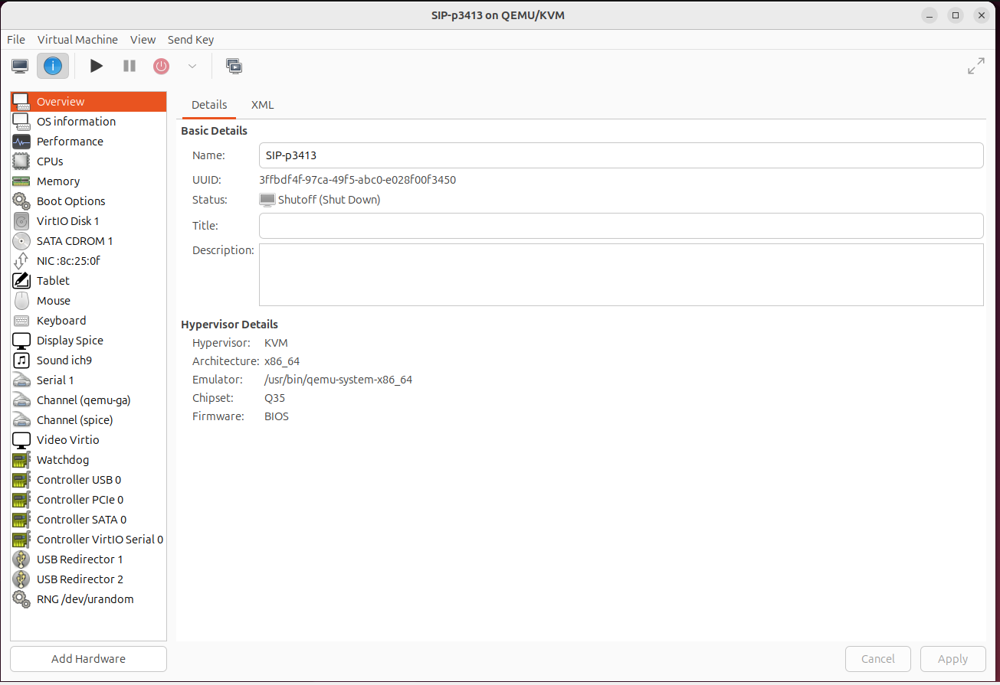 SIP-p3413 on QEMU/KVM
File Virtual Machine View Send Key
Overview
OS information
Performance
CPUs
Memory
Boot Options
VirtIO Disk 1
SATA CDROM 1
NIC :8c:25:0f
Tablet
Mouse
Keyboard
Display Spice
Sound ich9
Serial 1
Channel (qemu-ga)
Channel (spice)
Video Virtio
Watchdog
Controller USB 0
Controller PCIe 0
Controller SATA 0
Controller VirtIO Serial 0
USB Redirector 1
USB Redirector 2
RNG /dev/urandom
Add Hardware
Details XML
Basic Details
Name: SIP-p3413
UUID: 3ffbdf4f-97ca-49f5-abc0-e028f00f3450
Status: Shutoff (Shut Down)
Title:
Description:
Hypervisor Details
Hypervisor: KVM
Architecture: x86_64
Emulator: /usr/bin/qemu-system-x86_64
Chipset: Q35
Firmware: BIOS
Cancel Apply